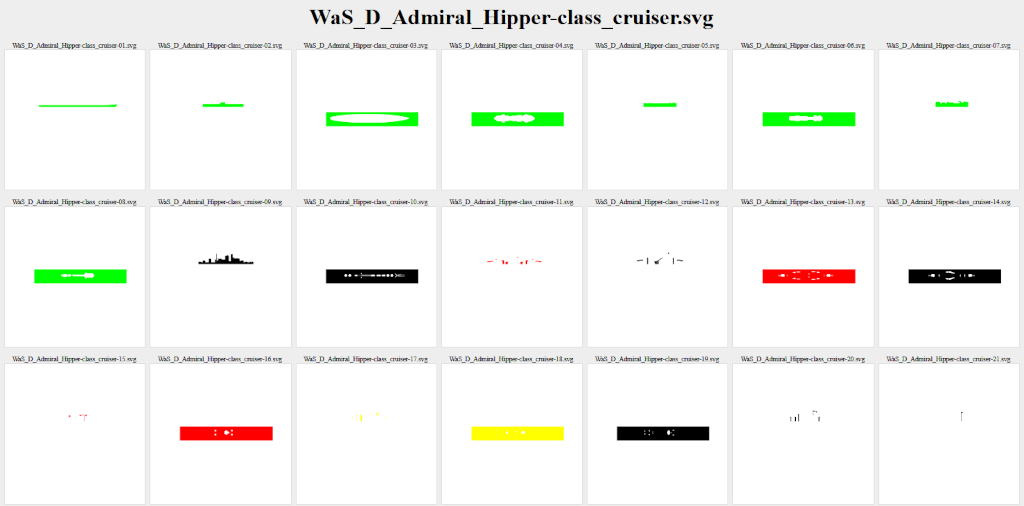 WaS_D_Admiral_Hipper-class_cruiser.svg
WaS_D_Admiral_Hipper-class_cruiser-01.svg
WaS_D_Admiral_Hipper-class_cruiser-02.svg
WaS_D_Admiral_Hipper-class_cruiser-03.svg
WaS_D_Admiral_Hipper-class_cruiser-04.svg
WaS_D_Admiral_Hipper-class_cruiser-05.svg
WaS_D_Admiral_Hipper-class_cruiser-06.svg
WaS_D_Admiral_Hipper-class_cruiser-07.svg
WaS_D_Admiral_Hipper-class_cruiser-08.svg
WaS_D_Admiral_Hipper-class_cruiser-09.svg
WaS_D_Admiral_Hipper-class_cruiser-10.svg
WaS_D_Admiral_Hipper-class_cruiser-11.svg
WaS_D_Admiral_Hipper-class_cruiser-12.svg
WaS_D_Admiral_Hipper-class_cruiser-13.svg
WaS_D_Admiral_Hipper-class_cruiser-14.svg
WaS_D_Admiral_Hipper-class_cruiser-15.svg
WaS_D_Admiral_Hipper-class_cruiser-16.svg
WaS_D_Admiral_Hipper-class_cruiser-17.svg
WaS_D_Admiral_Hipper-class_cruiser-18.svg
WaS_D_Admiral_Hipper-class_cruiser-19.svg
WaS_D_Admiral_Hipper-class_cruiser-20.svg
WaS_D_Admiral_Hipper-class_cruiser-21.svg